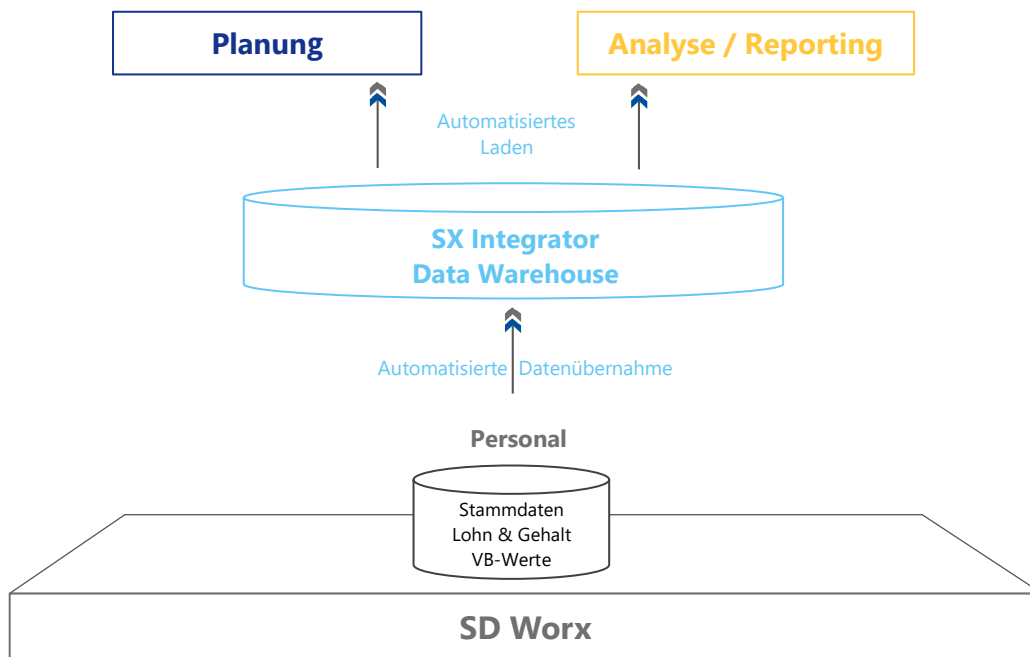 Planung
Analyse / Reporting
Automatisiertes
Laden
SX Integrator
Data Warehouse
Automatisierte Datenübernahme
Personal
Stammdaten
Lohn & Gehalt
VB-Werte
SD Worx